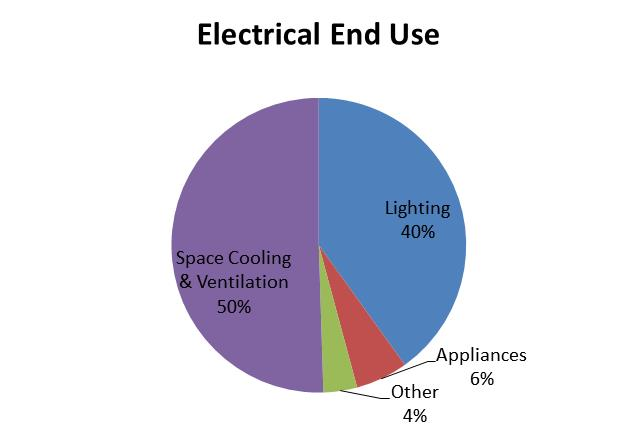 Electrical End Use
Lighting
40%
Space Cooling
& Ventilation
50%
Appliances
6%
Other
4%